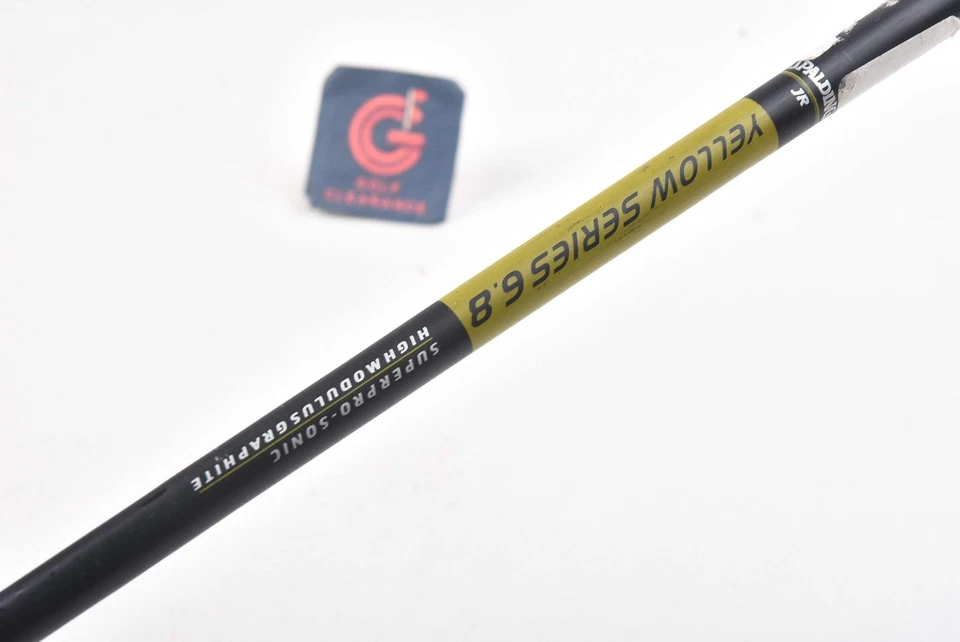 GOLF
CLEARANCE
SPALDING
JR
YELLOW SERIES 6.8
SUPERPRO-SONIC
HIGHMODULUSGRAPHITE